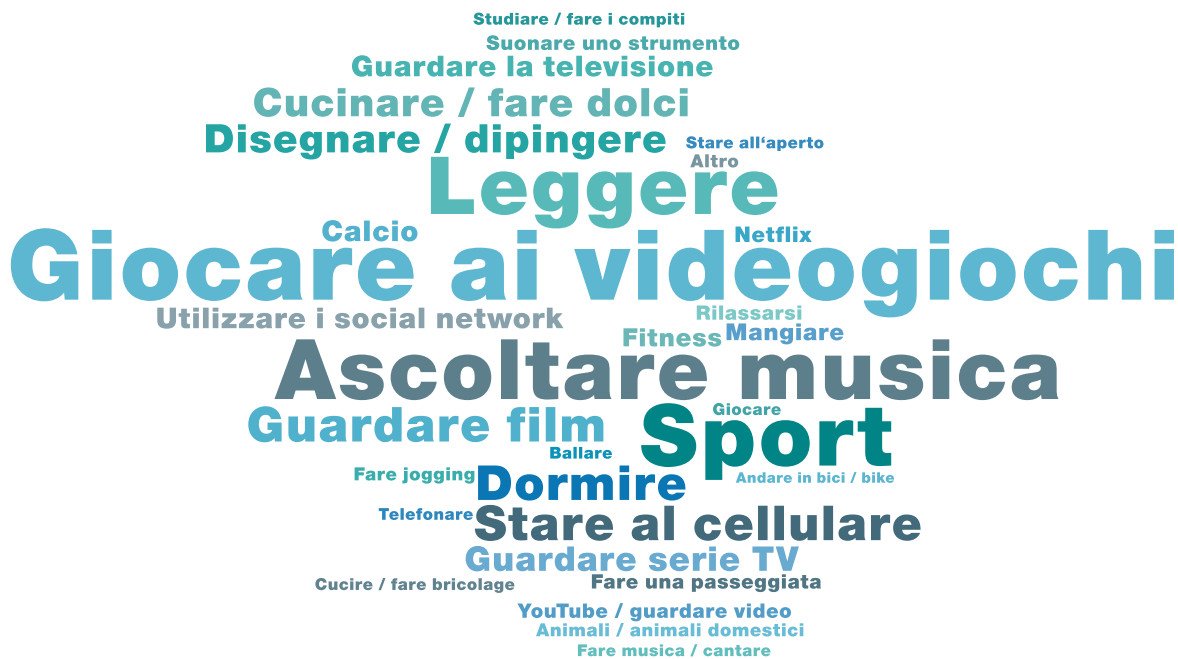 Studiare / fare i compiti
Suonare uno strumento
Guardare la televisione
Cucinare / fare dolci
Disegnare / dipingere
Stare all‘aperto
Altro
Leggere
Calcio
Netflix
Giocare ai videogiochi
Utilizzare i social network
Rilassarsi
Fitness
Mangiare
Ascoltare musica
Giocare
Guardare film
Sport
Ballare
Fare jogging
Andare in bici / bike
Dormire
Telefonare
Stare al cellulare
Guardare serie TV
Cucire / fare bricolage
Fare una passeggiata
YouTube / guardare video
Animali / animali domestici
Fare musica / cantare